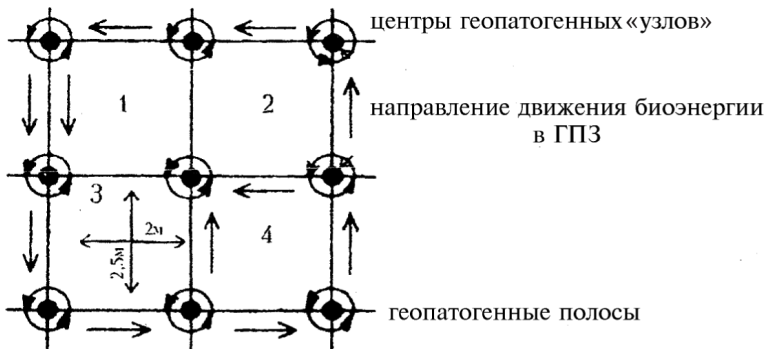 центры геопатогенных «узлов»
1
2
направление движения биоэнергии
в ГПЗ
3
2м
2,5м
4
геопатогенные полосы